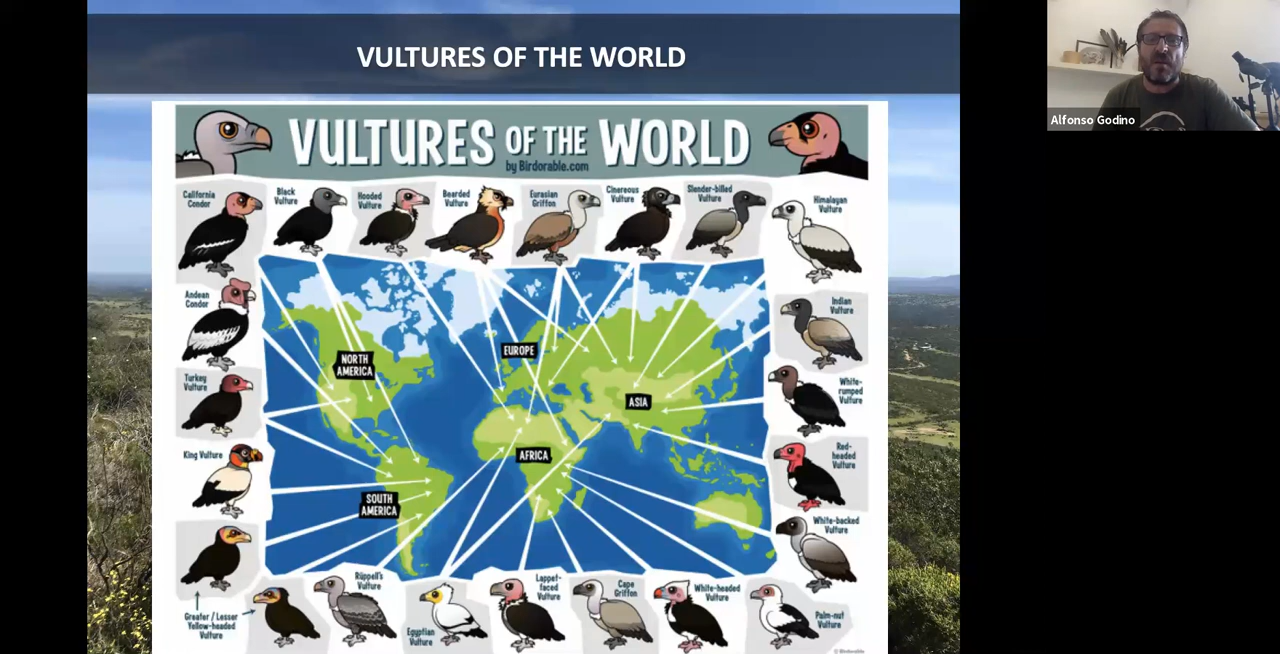 VULTURES OF THE WORLD
Alfonso Godino
VULTURES OF THE WORLD
by Birdorable.com
California
Condor
Black
Vulture
Hooded
Vulture
Bearded
Vulture
Eurasian
Griffon
Cinereous
Vulture
Slender-billed
Vulture
Himalayan
Vulture
Andean
Condor
Indian
Vulture
NORTH
AMERICA
EUROPE
ASIA
Turkey
Vulture
White-
rumped
Vulture
King Vulture
AFRICA
Red-
headed
Vulture
SOUTH
AMERICA
White-backed
Vulture
Greater / Lesser
Yellow-headed
Vulture
Rüppell's
Vulture
Egyptian
Vulture
Lappet-
faced
Vulture
Cape
Griffon
White-headed
Vulture
Palm-nut
Vulture
© Birdorable